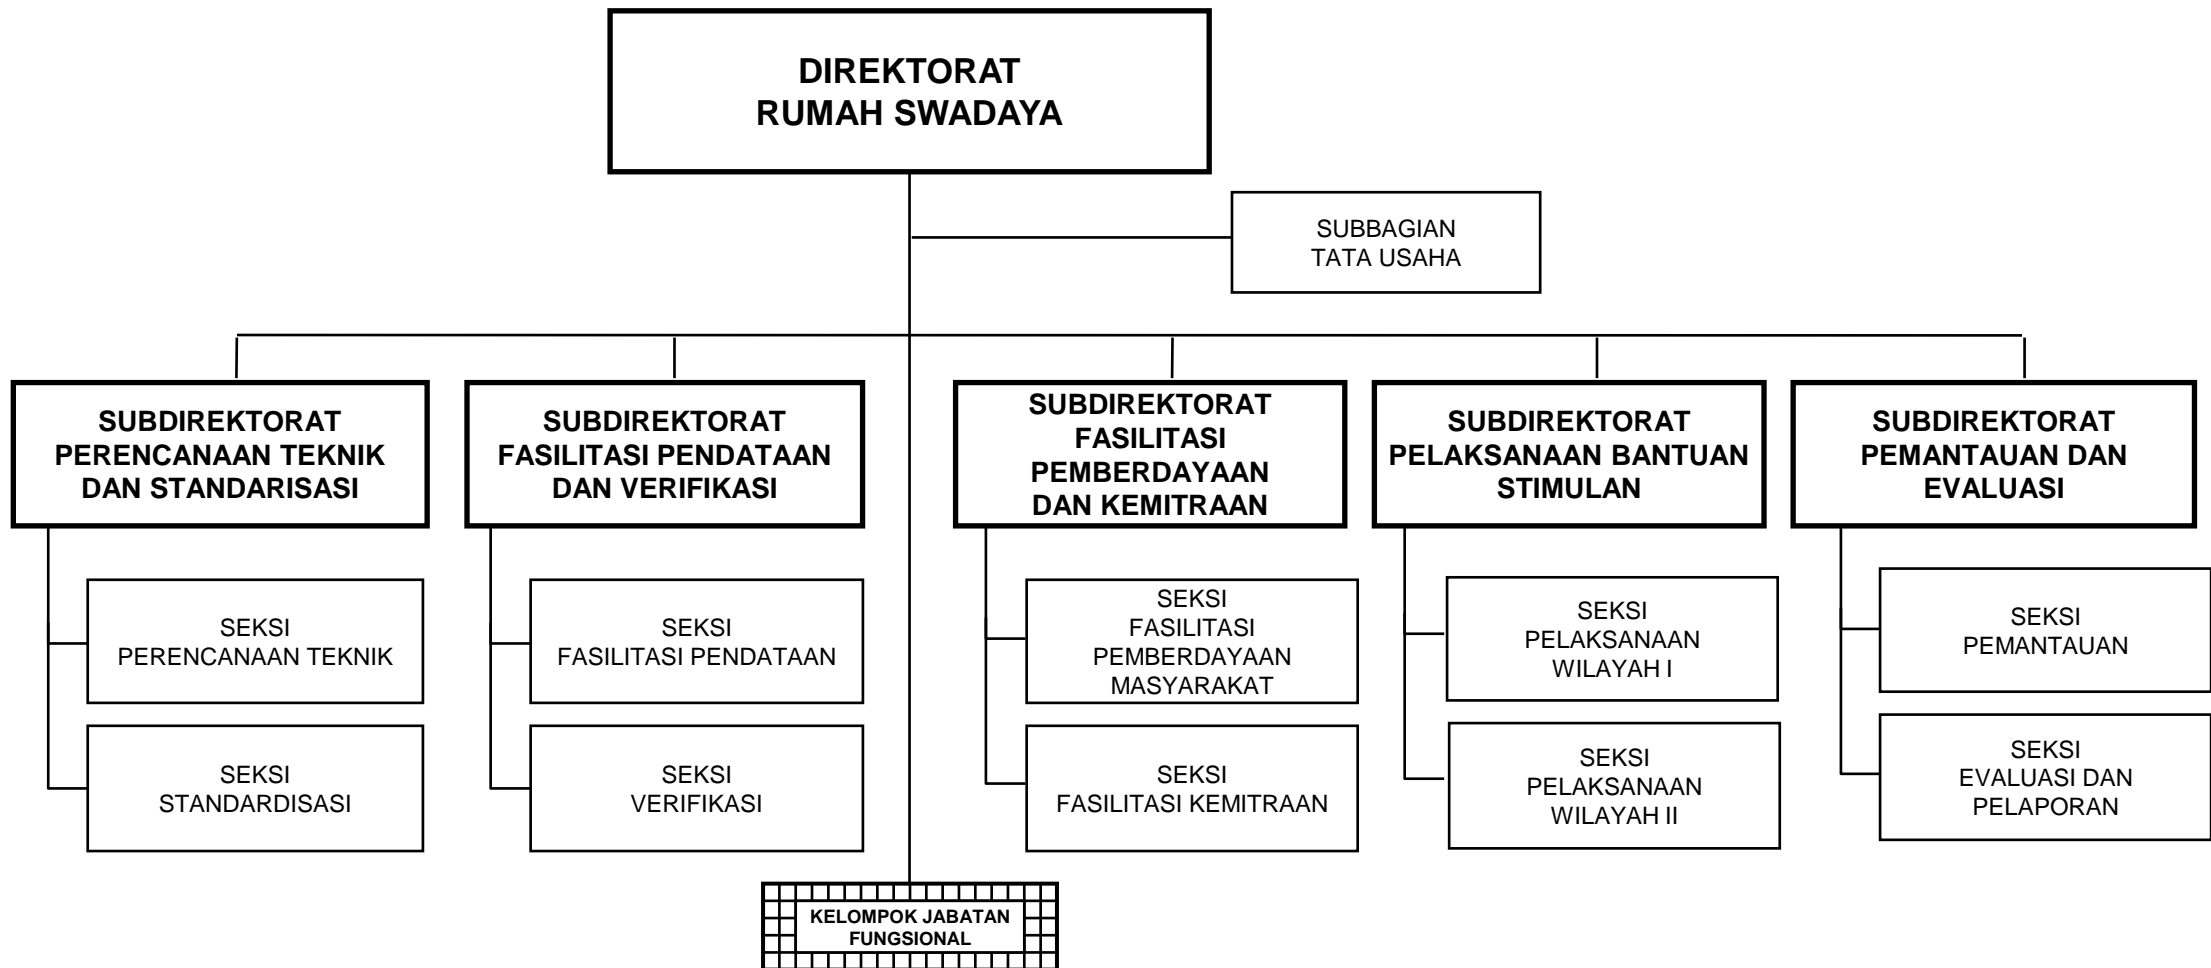 DIREKTORAT
RUMAH SWADAYA
SUBBAGIAN
TATA USAHA
SUBDIREKTORAT
PERENCANAAN TEKNIK
DAN STANDARISASI
SUBDIREKTORAT
FASILITASI PENDATAAN
DAN VERIFIKASI
SUBDIREKTORAT
FASILITASI
PEMBERDAYAAN
DAN KEMITRAAN
SUBDIREKTORAT
PELAKSANAAN BANTUAN
STIMULAN
SUBDIREKTORAT
PEMANTAUAN DAN
EVALUASI
SEKSI
PERENCANAAN TEKNIK
SEKSI
FASILITASI PENDATAAN
SEKSI
FASILITASI
PEMBERDAYAAN
MASYARAKAT
SEKSI
PELAKSANAAN
WILAYAH I
SEKSI
PEMANTAUAN
SEKSI
STANDARDISASI
SEKSI
VERIFIKASI
SEKSI
FASILITASI KEMITRAAN
SEKSI
PELAKSANAAN
WILAYAH II
SEKSI
EVALUASI DAN
PELAPORAN
KELOMPOK JABATAN
FUNGSIONAL